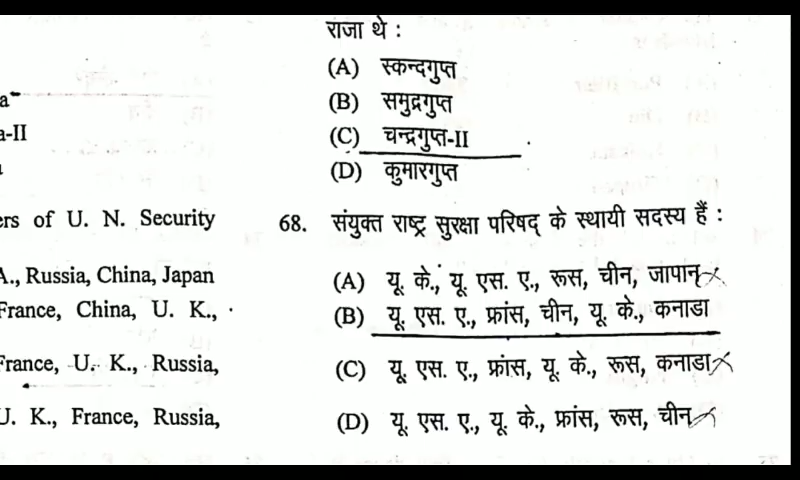 राजा थे :
(A) स्कन्दगुप्त
a
(B) समुद्रगुप्त
a-II
(C) चन्द्रगुप्त-II
(D) कुमारगुप्त
ers of U. N. Security
68. संयुक्त राष्ट्र सुरक्षा परिषद् के स्थायी सदस्य हैं :
A., Russia, China, Japan
(A) यू. के., यू. एस. ए., रूस, चीन, जापान
France, China, U. K.,
(B) यू. एस. ए., फ्रांस, चीन, यू. के., कनाडा
France, U. K., Russia,
(C) यू. एस. ए., फ्रांस, यू. के., रूस, कनाडा
U. K., France, Russia,
(D) यू. एस. ए., यू. के., फ्रांस, रूस, चीन